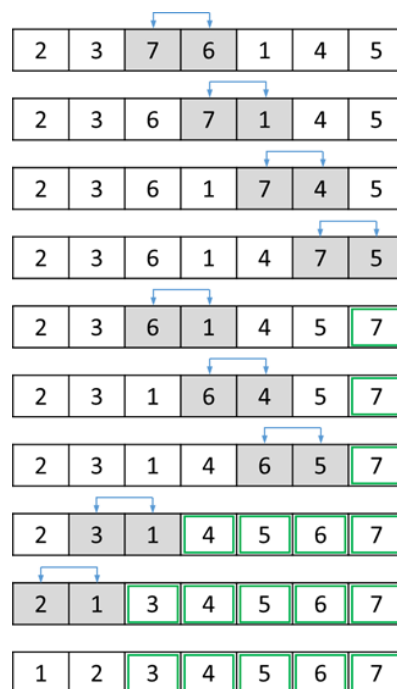 2 3 7 6 1 4 5
2 3 6 7 1 4 5
2 3 6 1 7 4 5
2 3 6 1 4 7 5
2 3 6 1 4 5 7
2 3 1 6 4 5 7
2 3 1 4 6 5 7
2 3 1 4 5 6 7
2 1 3 4 5 6 7
1 2 3 4 5 6 7